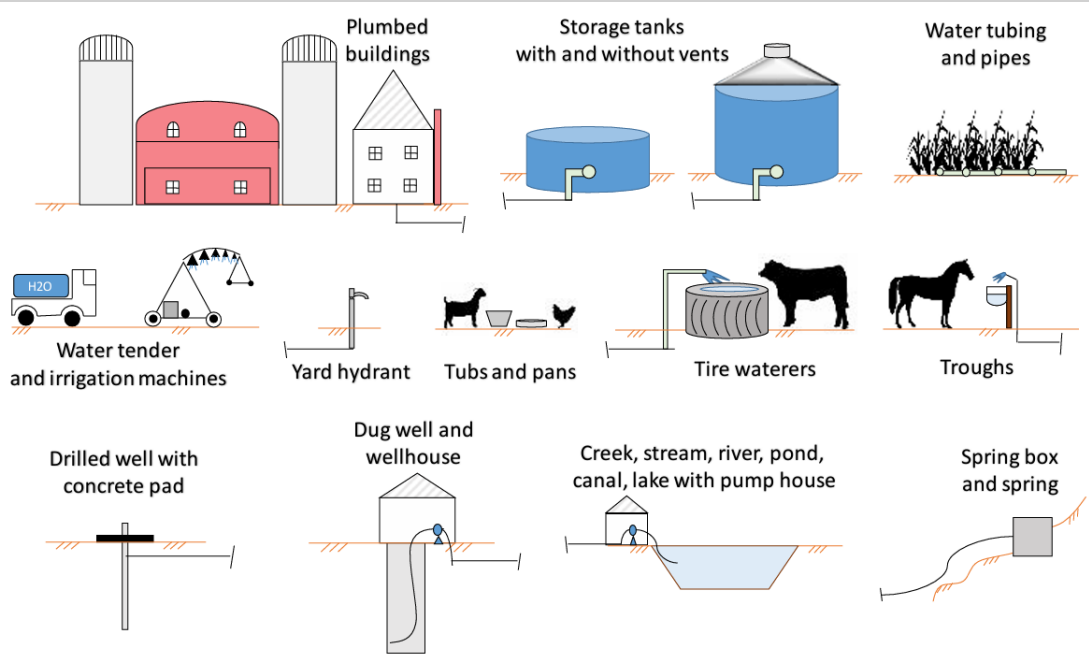 Plumbed
buildings
Storage tanks
with and without vents
Water tubing
and pipes
H2O
Water tender
and irrigation machines
Yard hydrant
Tubs and pans
Tire waterers
Troughs
Drilled well with
concrete pad
Dug well and
wellhouse
Creek, stream, river, pond,
canal, lake with pump house
Spring box
and spring